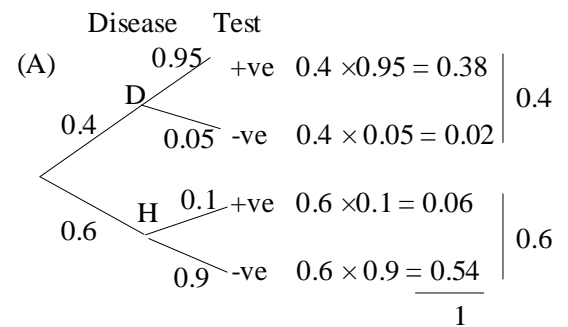 Disease Test
(A)
0.95 +ve 0.4 ×0.95 = 0.38
D
0.4
0.4
0.05 -ve 0.4 × 0.05 = 0.02
0.1 +ve 0.6 ×0.1 = 0.06
H
0.6
0.6
0.9 -ve 0.6 × 0.9 = 0.54
1